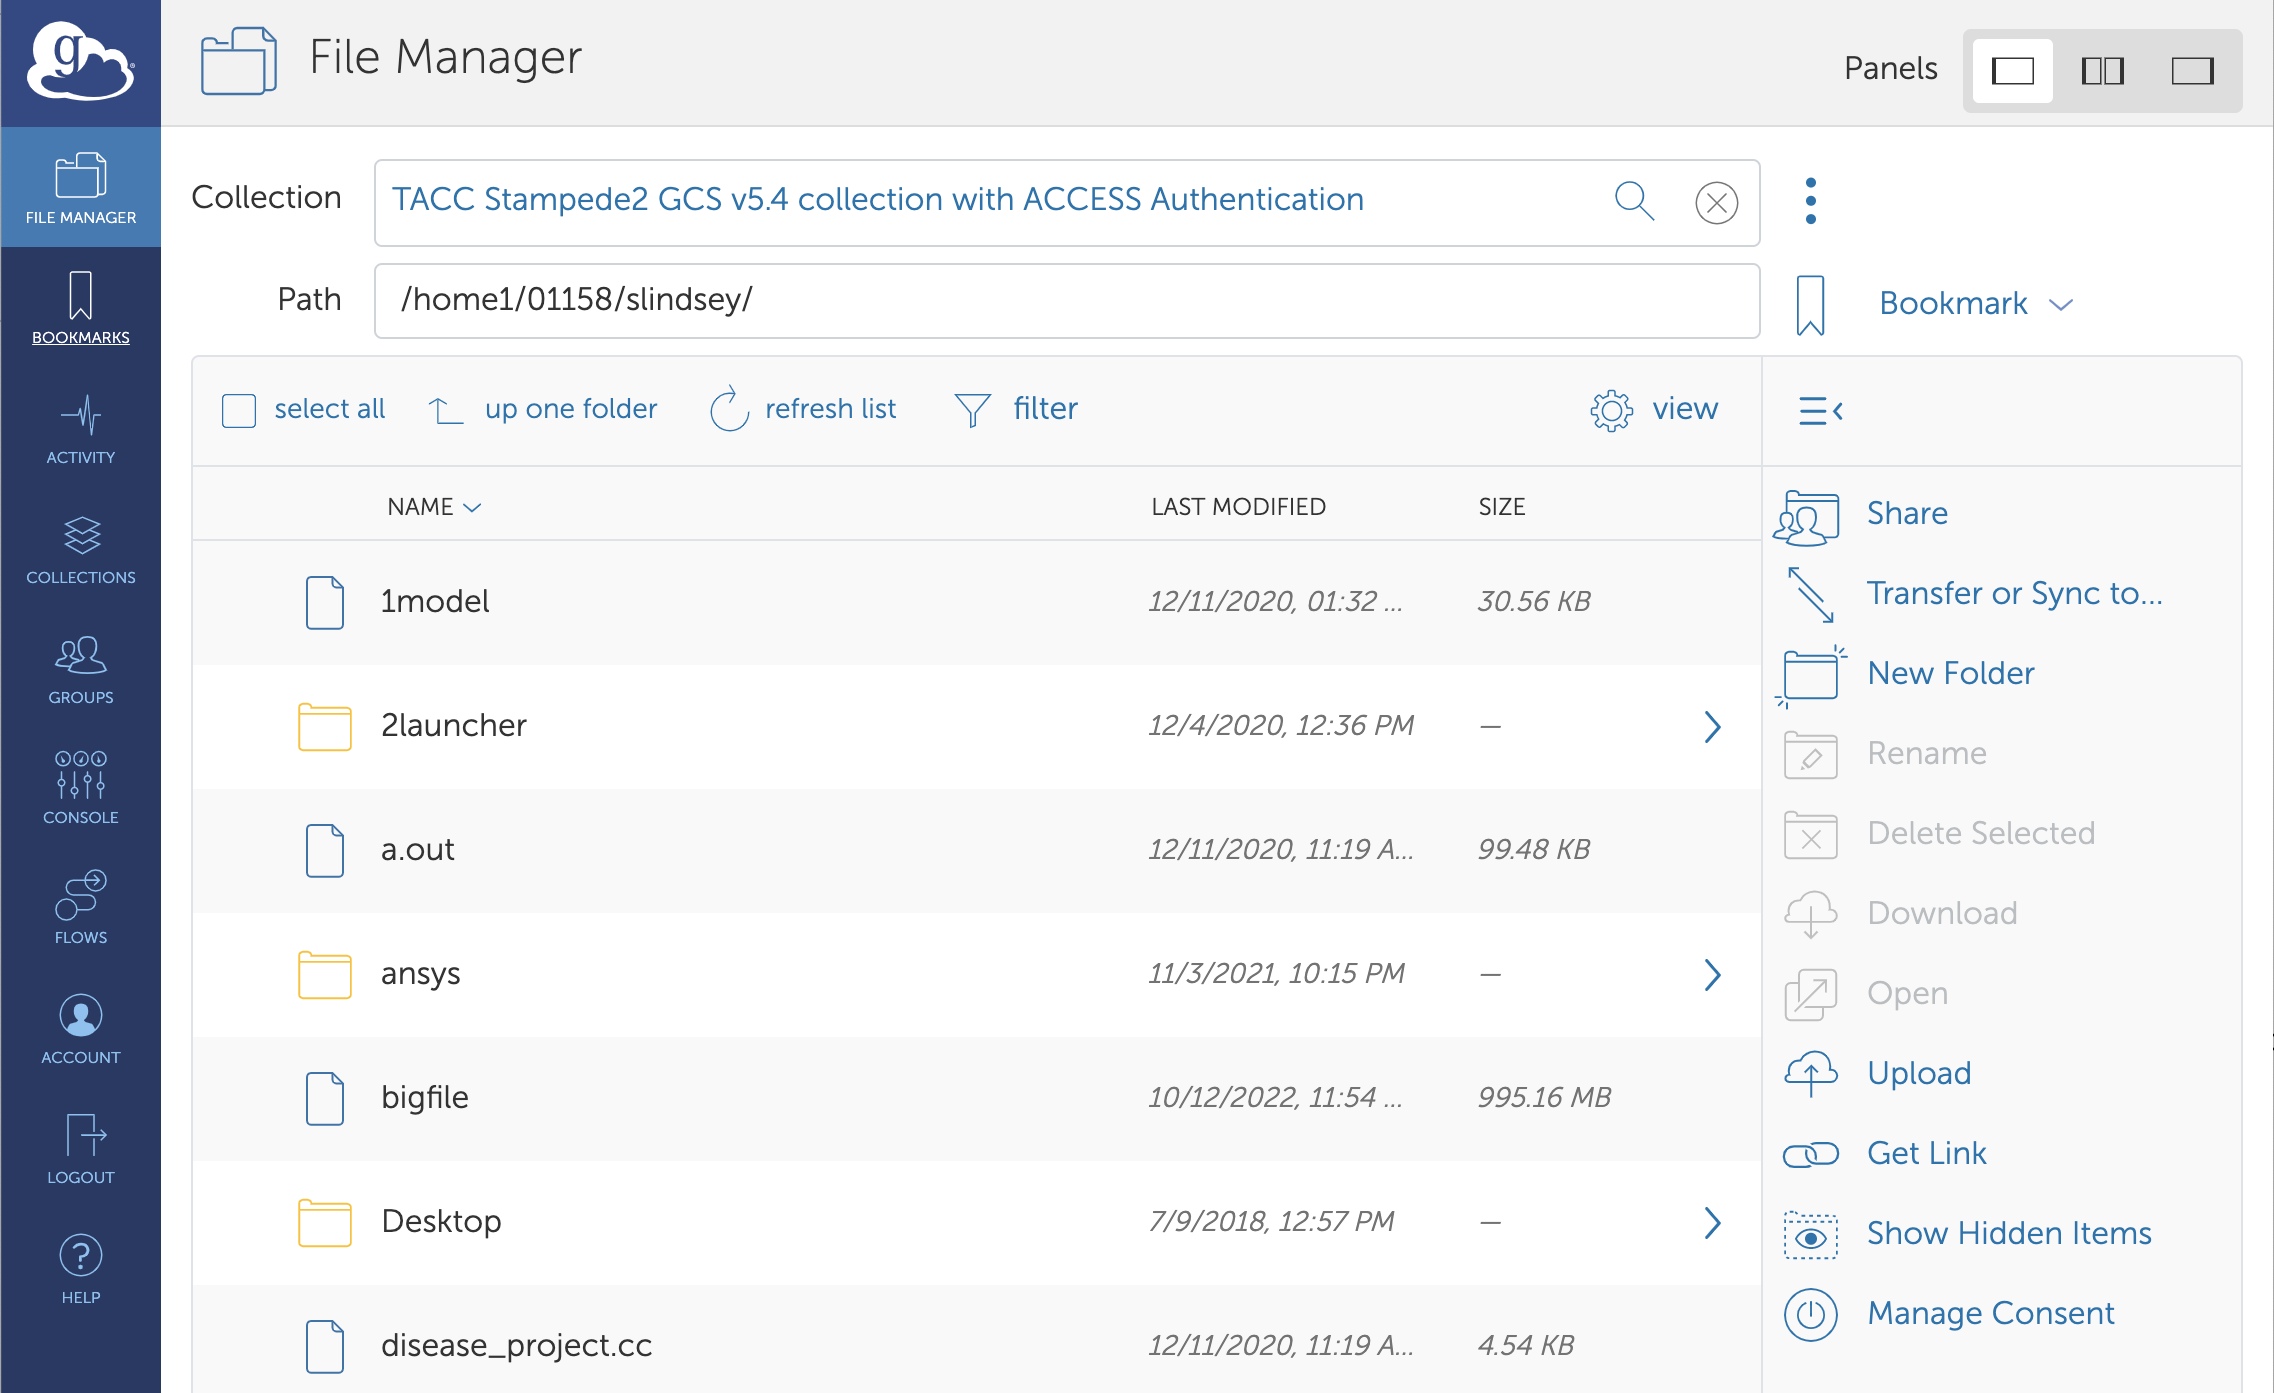 g
File Manager
Panels
FILE MANAGER
BOOKMARKS
ACTIVITY
COLLECTIONS
GROUPS
CONSOLE
FLOWS
ACCOUNT
LOGOUT
?
HELP
Collection
TACC Stampede2 GCS v5.4 collection with ACCESS Authentication
Path
/home1/01158/slindsey/
Bookmark
select all up one folder refresh list filter view
NAME LAST MODIFIED SIZE
1model 12/11/2020, 01:32 ... 30.56 KB
2launcher 12/4/2020, 12:36 PM —
a.out 12/11/2020, 11:19 A... 99.48 KB
ansys 11/3/2021, 10:15 PM —
bigfile 10/12/2022, 11:54 ... 995.16 MB
Desktop 7/9/2018, 12:57 PM —
disease_project.cc 12/11/2020, 11:19 A... 4.54 KB
Share
Transfer or Sync to...
New Folder
Rename
Delete Selected
Download
Open
Upload
Get Link
Show Hidden Items
Manage Consent